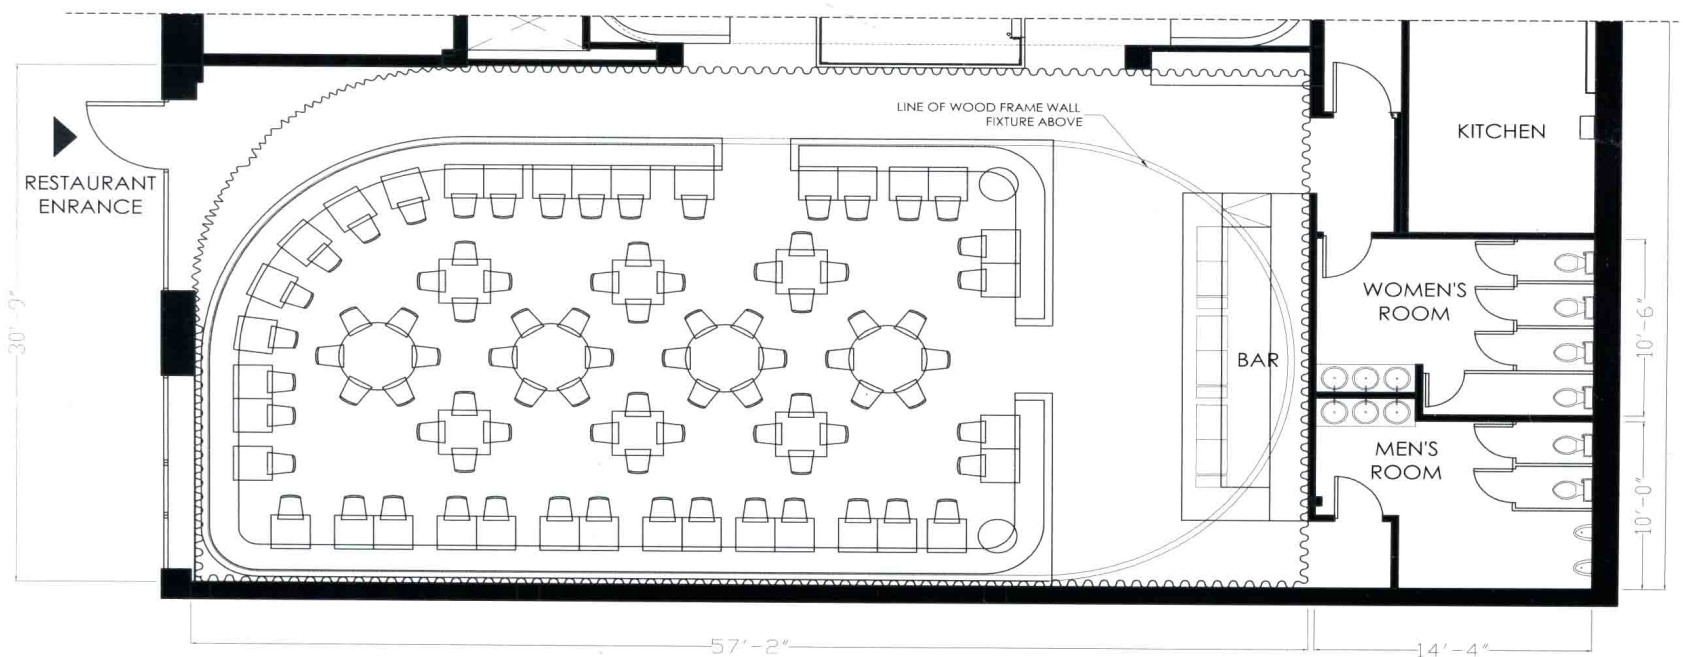 LINE OF WOOD FRAME WALL
FIXTURE ABOVE
KITCHEN
RESTAURANT
ENRANCE
30'-9"
WOMEN'S
ROOM
10'-6"
BAR
MEN'S
ROOM
10'-0"
57'-2"
14'-4"